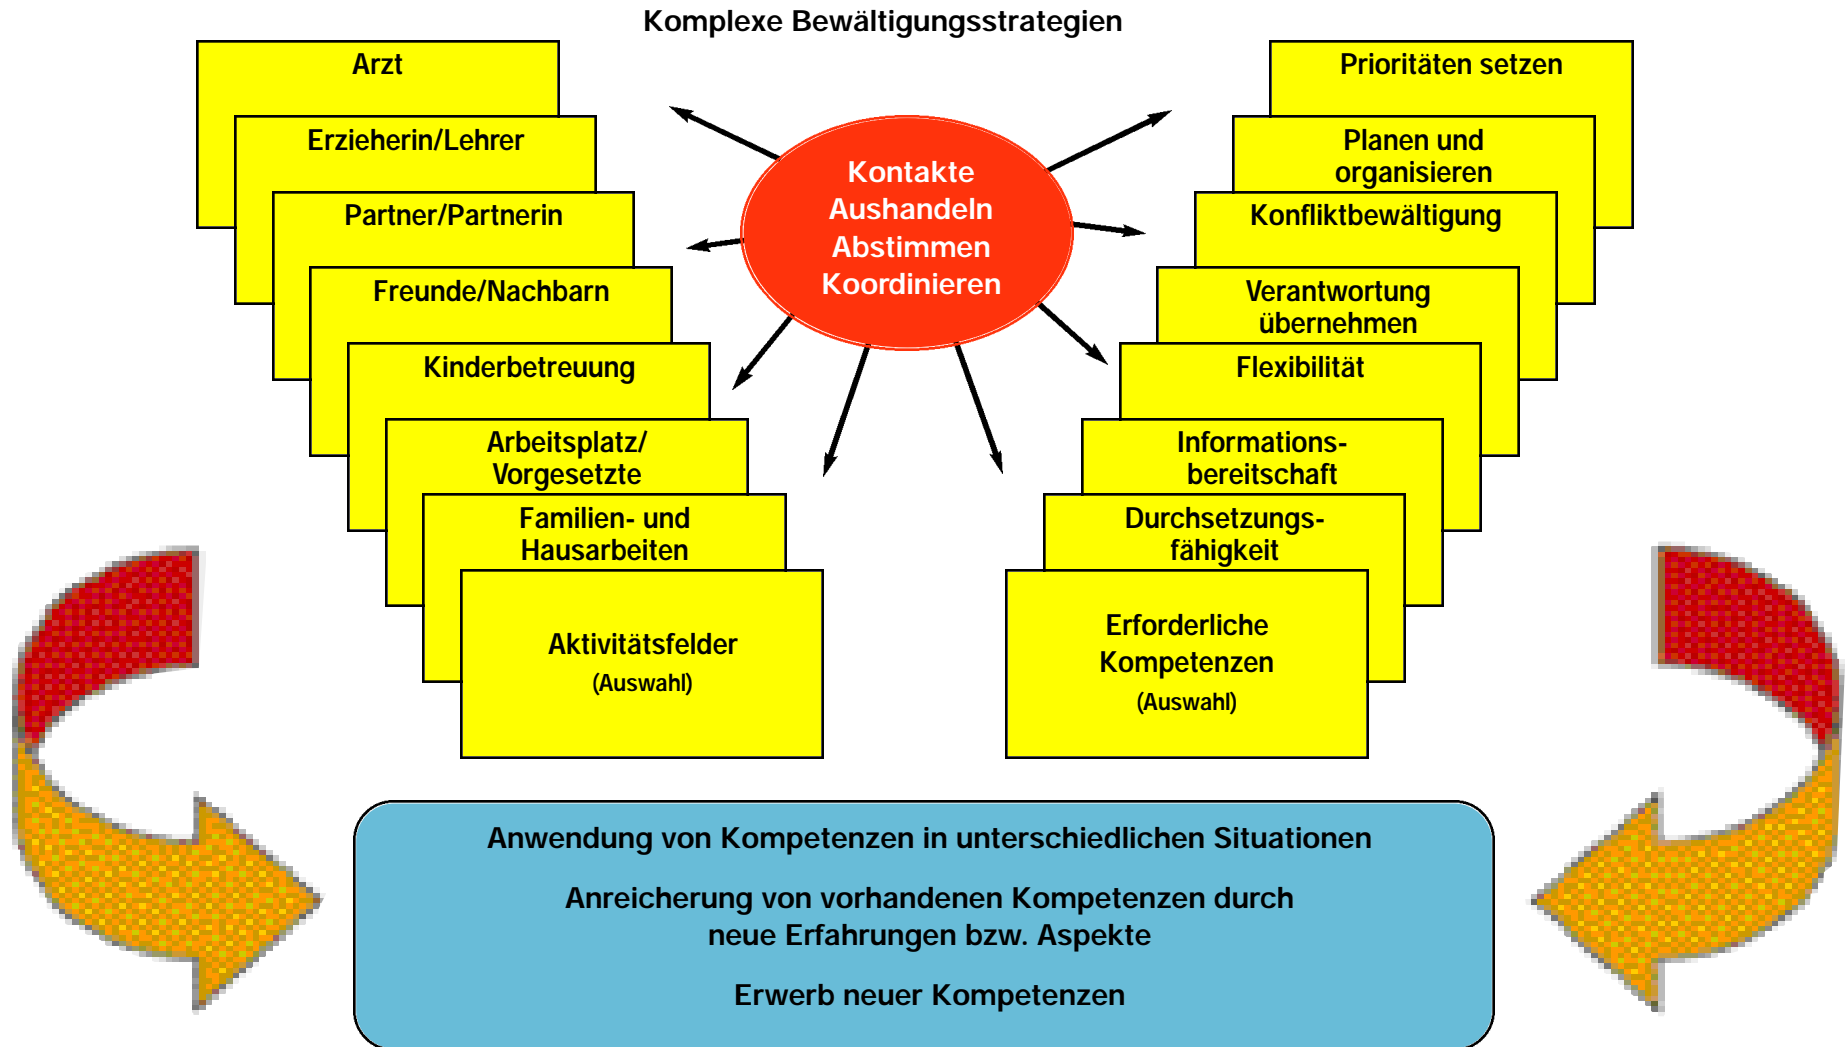 Komplexe Bewältigungsstrategien
Arzt
Erzieherin/Lehrer
Partner/Partnerin
Freunde/Nachbarn
Kinderbetreuung
Arbeitsplatz/
Vorgesetzte
Familien- und
Hausarbeiten
Aktivitätsfelder
(Auswahl)
Kontakte
Aushandeln
Abstimmen
Koordinieren
Prioritäten setzen
Planen und
organisieren
Konfliktbewältigung
Verantwortung
übernehmen
Flexibilität
Informations-
bereitschaft
Durchsetzungs-
fähigkeit
Erforderliche
Kompetenzen
(Auswahl)
Anwendung von Kompetenzen in unterschiedlichen Situationen
Anreicherung von vorhandenen Kompetenzen durch
neue Erfahrungen bzw. Aspekte
Erwerb neuer Kompetenzen